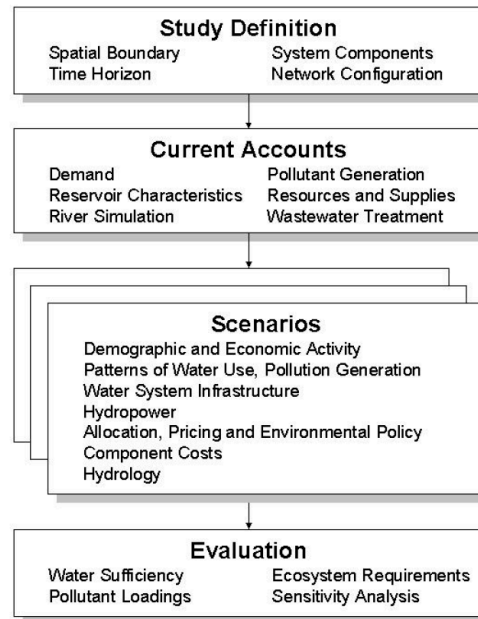 Study Definition
Spatial Boundary System Components
Time Horizon Network Configuration
Current Accounts
Demand Pollutant Generation
Reservoir Characteristics Resources and Supplies
River Simulation Wastewater Treatment
Scenarios
Demographic and Economic Activity
Patterns of Water Use, Pollution Generation
Water System Infrastructure
Hydropower
Allocation, Pricing and Environmental Policy
Component Costs
Hydrology
Evaluation
Water Sufficiency Ecosystem Requirements
Pollutant Loadings Sensitivity Analysis